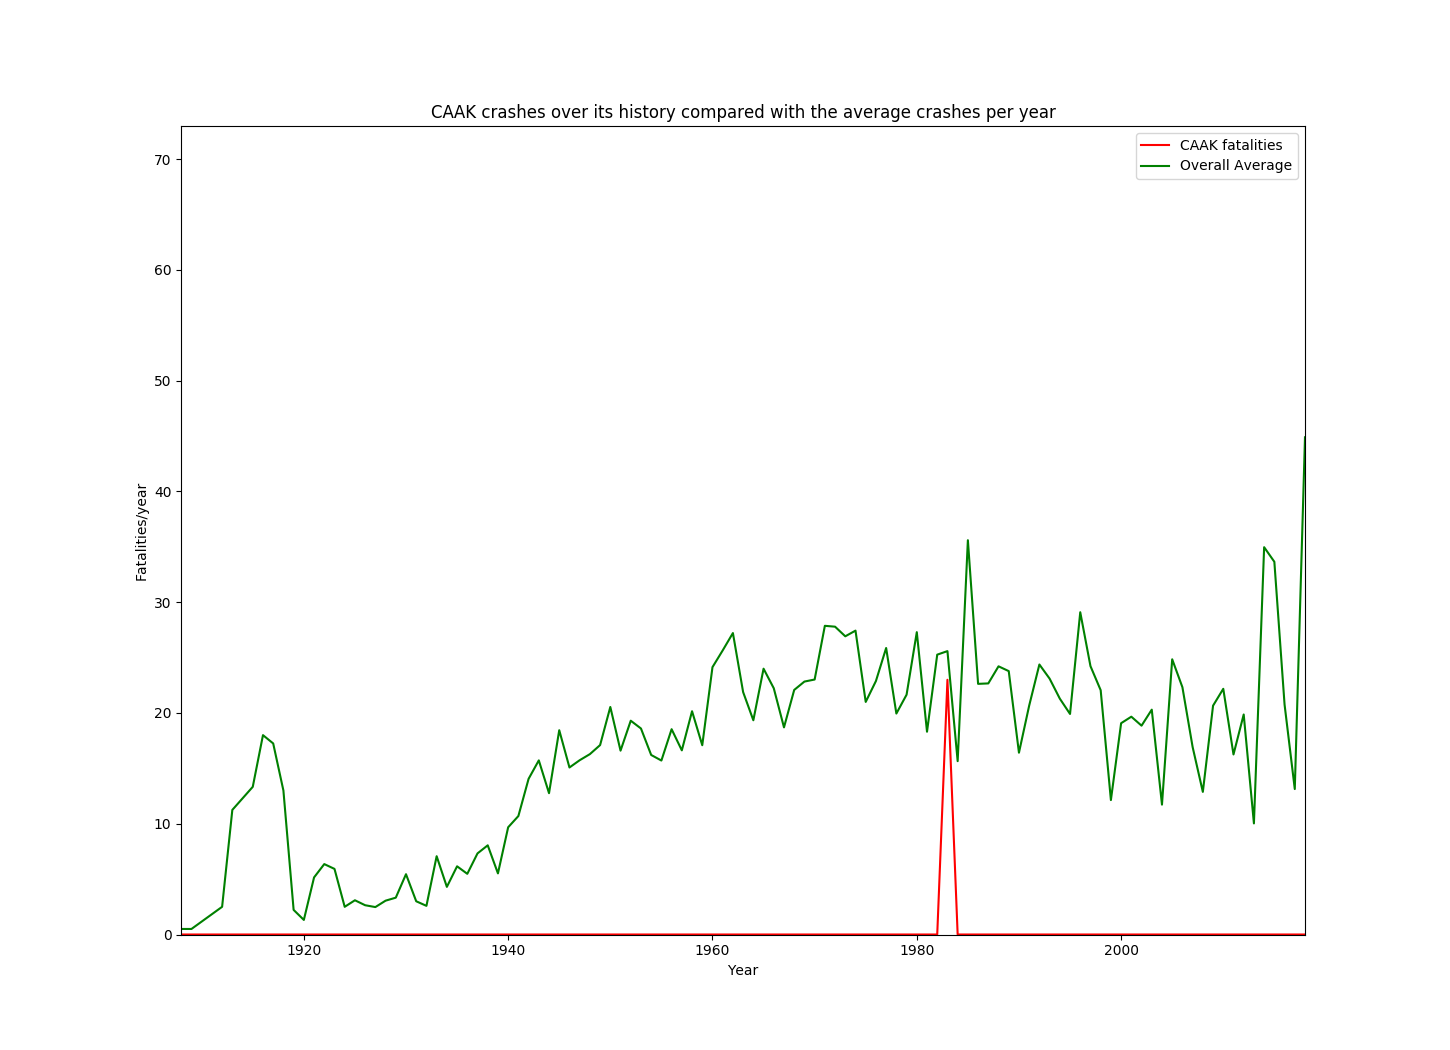 CAAK crashes over its history compared with the average crashes per year
CAAK fatalities
Overall Average
70
60
50
40
30
20
10
0
Fatalities/year
1920 1940 1960 1980 2000
Year